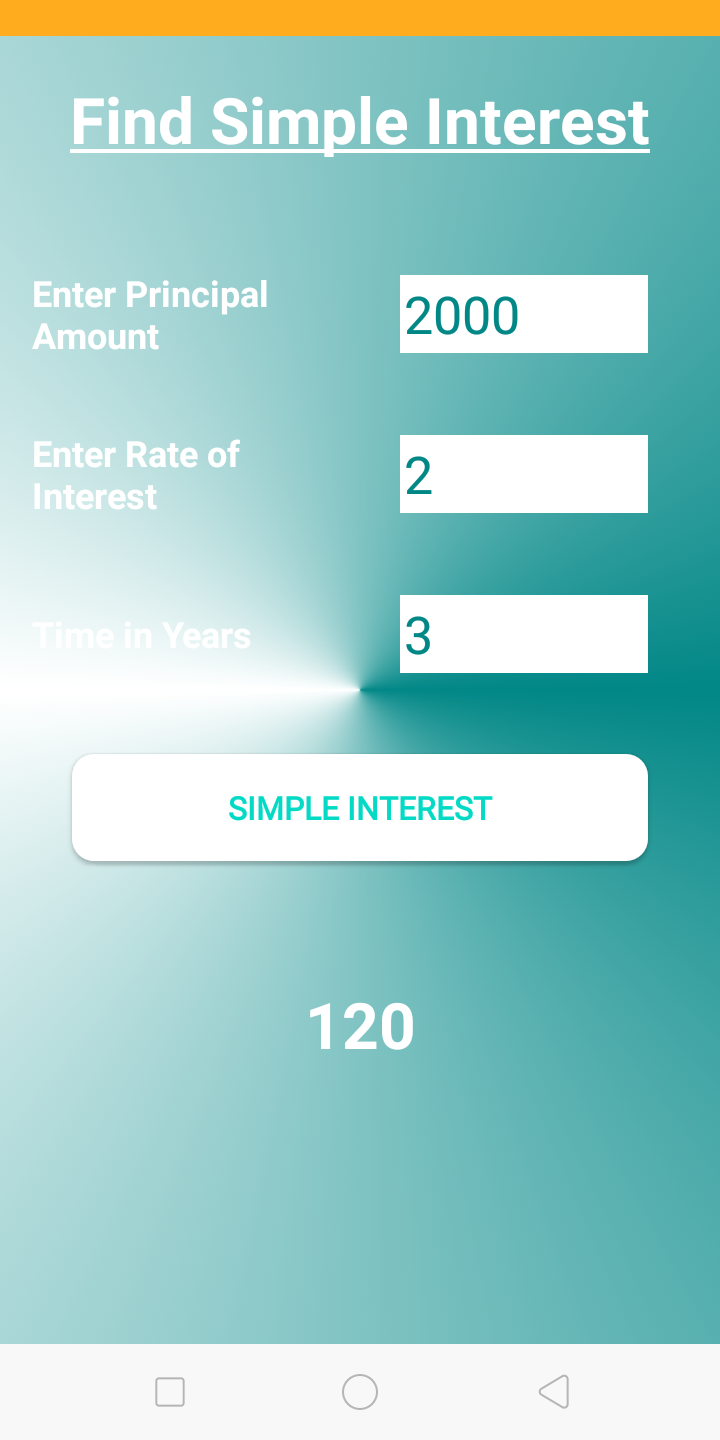 Find Simple Interest
Enter Principal
Amount
2000
Enter Rate of
Interest
2
Time in Years
3
SIMPLE INTEREST
120